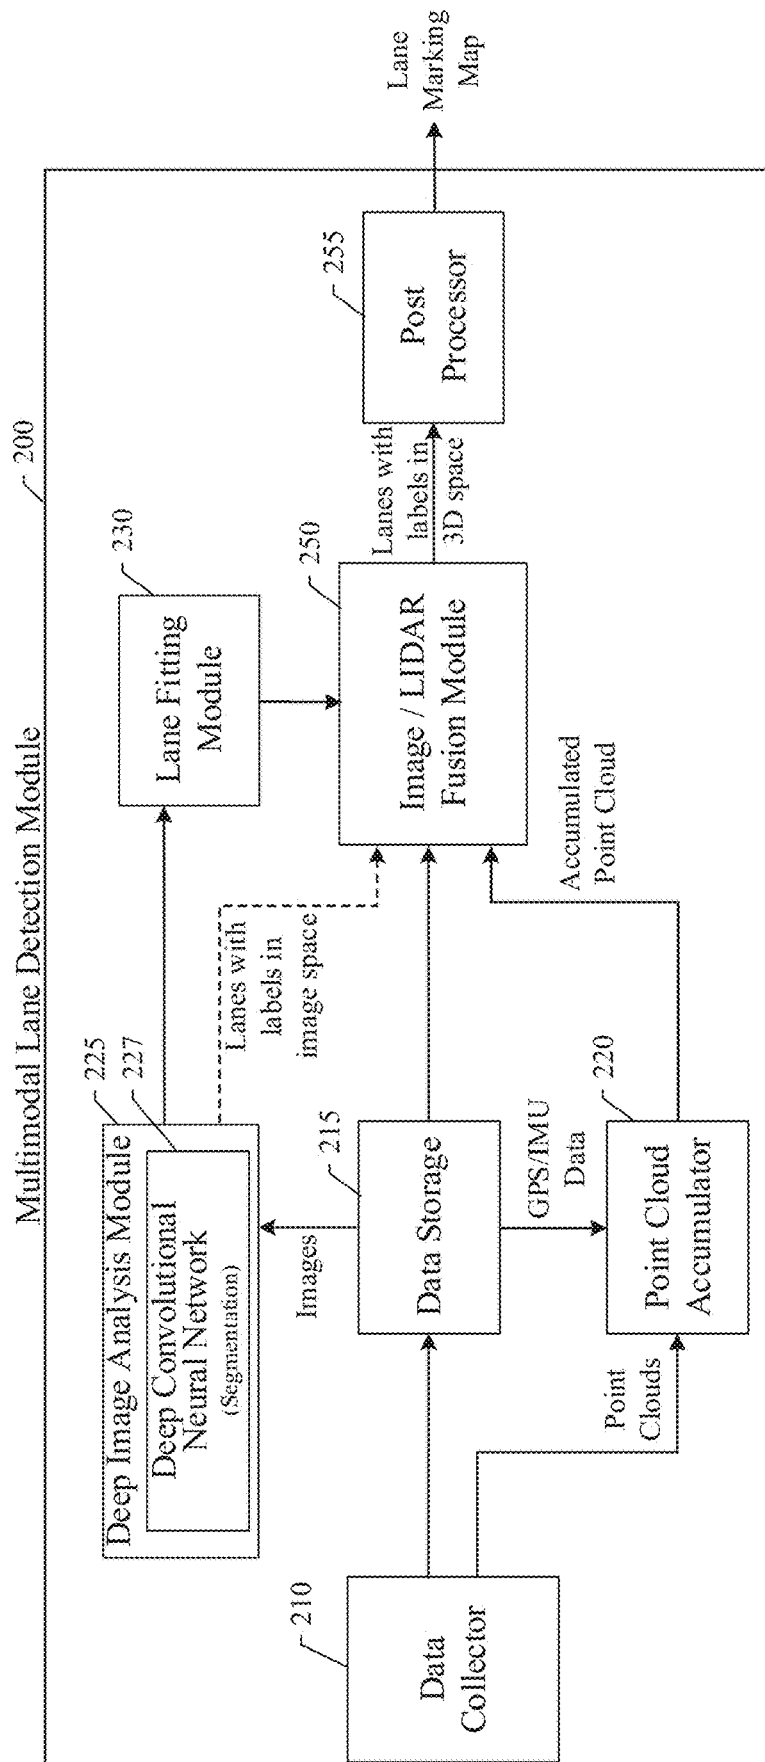 Multimodal Lane Detection Module
200
Deep Image Analysis Module
225
Deep Convolutional
Neural Network
(Segmentation)
227
Lane Fitting
Module
230
Images
Lanes with
labels in
image space
Data
Collector
210
Data Storage
215
Image / LIDAR
Fusion Module
250
Lanes with
labels in
3D space
Post
Processor
255
Lane
Marking
Map
GPS/IMU
Data
Point
Clouds
Point Cloud
Accumulator
220
Accumulated
Point Cloud